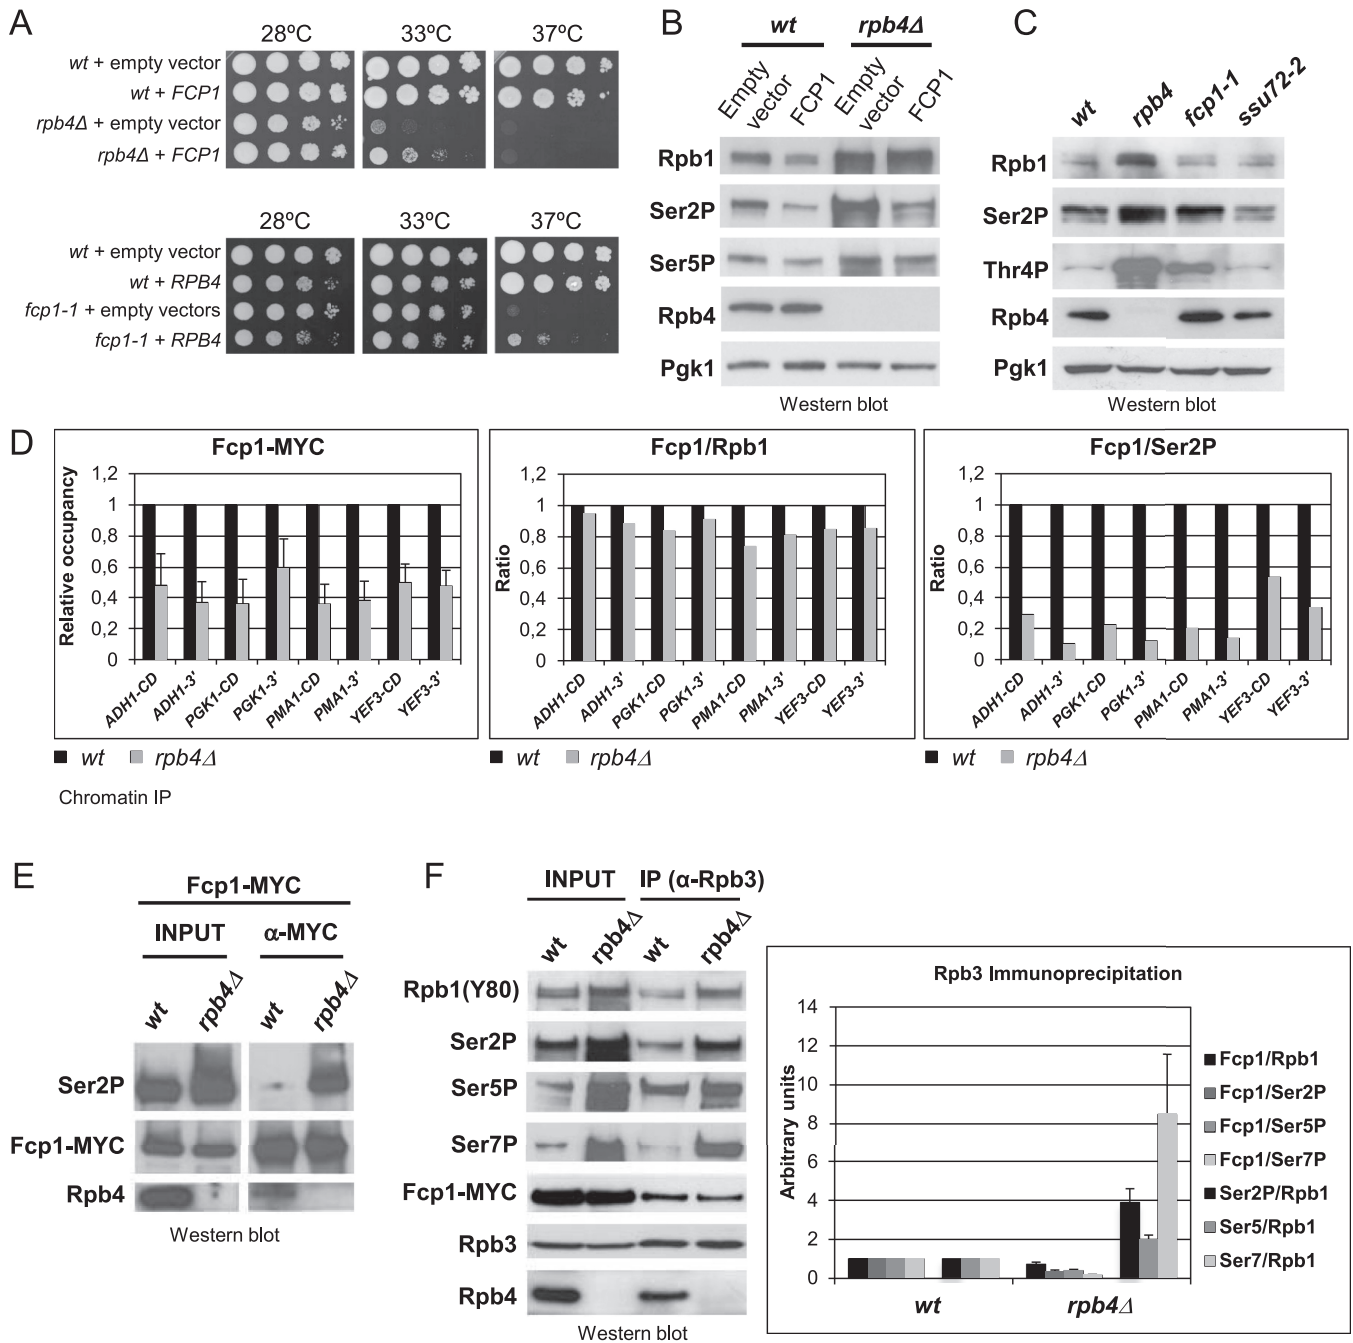 A
28ºC 33ºC 37ºC
wt + empty vector
wt + FCP1
rpb4Δ + empty vector
rpb4Δ + FCP1
28ºC 33ºC 37ºC
wt + empty vector
wt + RPB4
fcp1-1 + empty vectors
fcp1-1 + RPB4
B
wt rpb4Δ
Empty vector FCP1 Empty vector FCP1
Rpb1
Ser2P
Ser5P
Rpb4
Pgk1
Western blot
C
wt rpb4 fcp1-1 ssu72-2
Rpb1
Ser2P
Thr4P
Rpb4
Pgk1
Western blot
D
Fcp1-MYC
Relative occupancy
1,2
1
0,8
0,6
0,4
0,2
0
ADH1-CD ADH1-3' PGK1-CD PGK1-3' PMA1-CD PMA1-3' YEF3-CD YEF3-3'
wt rpb4Δ
Fcp1/Rpb1
Ratio
1,2
1
0,8
0,6
0,4
0,2
0
ADH1-CD ADH1-3' PGK1-CD PGK1-3' PMA1-CD PMA1-3' YEF3-CD YEF3-3'
wt rpb4Δ
Fcp1/Ser2P
Ratio
1,2
1
0,8
0,6
0,4
0,2
0
ADH1-CD ADH1-3' PGK1-CD PGK1-3' PMA1-CD PMA1-3' YEF3-CD YEF3-3'
wt rpb4Δ
Chromatin IP
E
Fcp1-MYC
INPUT α-MYC
wt rpb4Δ wt rpb4Δ
Ser2P
Fcp1-MYC
Rpb4
Western blot
F
INPUT IP (α-Rpb3)
wt rpb4Δ wt rpb4Δ
Rpb1(Y80)
Ser2P
Ser5P
Ser7P
Fcp1-MYC
Rpb3
Rpb4
Western blot
Rpb3 Immunoprecipitation
Arbitrary units
14
12
10
8
6
4
2
0
wt rpb4Δ
Fcp1/Rpb1
Fcp1/Ser2P
Fcp1/Ser5P
Fcp1/Ser7P
Ser2P/Rpb1
Ser5/Rpb1
Ser7/Rpb1